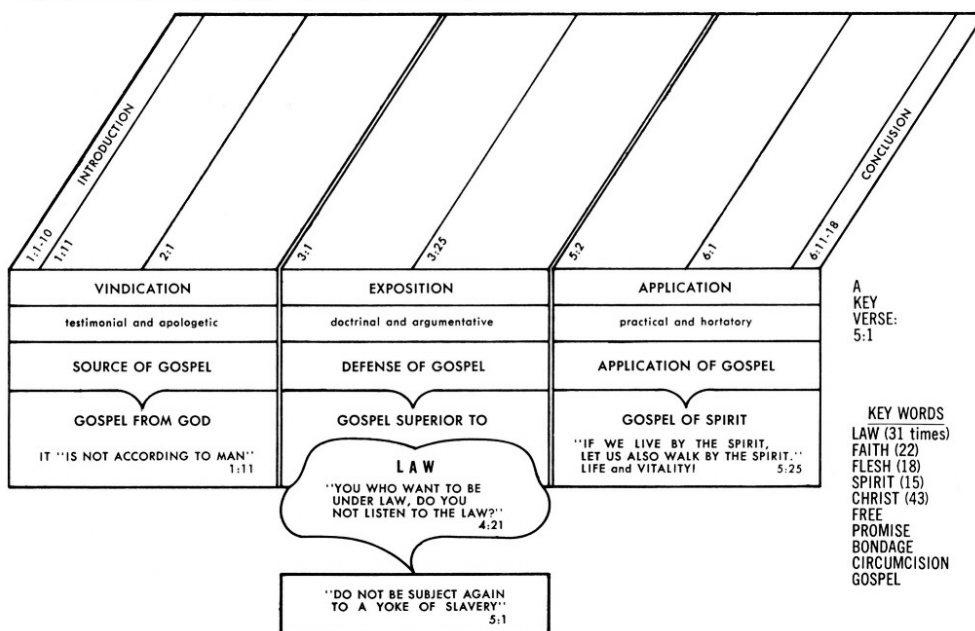 INTRODUCTION
CONCLUSION
1:1-10
1:11
2:1
3:1
3:25
5:2
6:1
6:11-18
VINDICATION
EXPOSITION
APPLICATION
testimonial and apologetic
doctrinal and argumentative
practical and hortatory
SOURCE OF GOSPEL
DEFENSE OF GOSPEL
APPLICATION OF GOSPEL
GOSPEL FROM GOD
IT "IS NOT ACCORDING TO MAN"
1:11
GOSPEL SUPERIOR TO
LAW
"YOU WHO WANT TO BE
UNDER LAW, DO YOU
NOT LISTEN TO THE LAW?"
4:21
"DO NOT BE SUBJECT AGAIN
TO A YOKE OF SLAVERY"
5:1
GOSPEL OF SPIRIT
"IF WE LIVE BY THE SPIRIT,
LET US ALSO WALK BY THE SPIRIT."
LIFE and VITALITY! 5:25
A
KEY
VERSE:
5:1
KEY WORDS
LAW (31 times)
FAITH (22)
FLESH (18)
SPIRIT (15)
CHRIST (43)
FREE
PROMISE
BONDAGE
CIRCUMCISION
GOSPEL